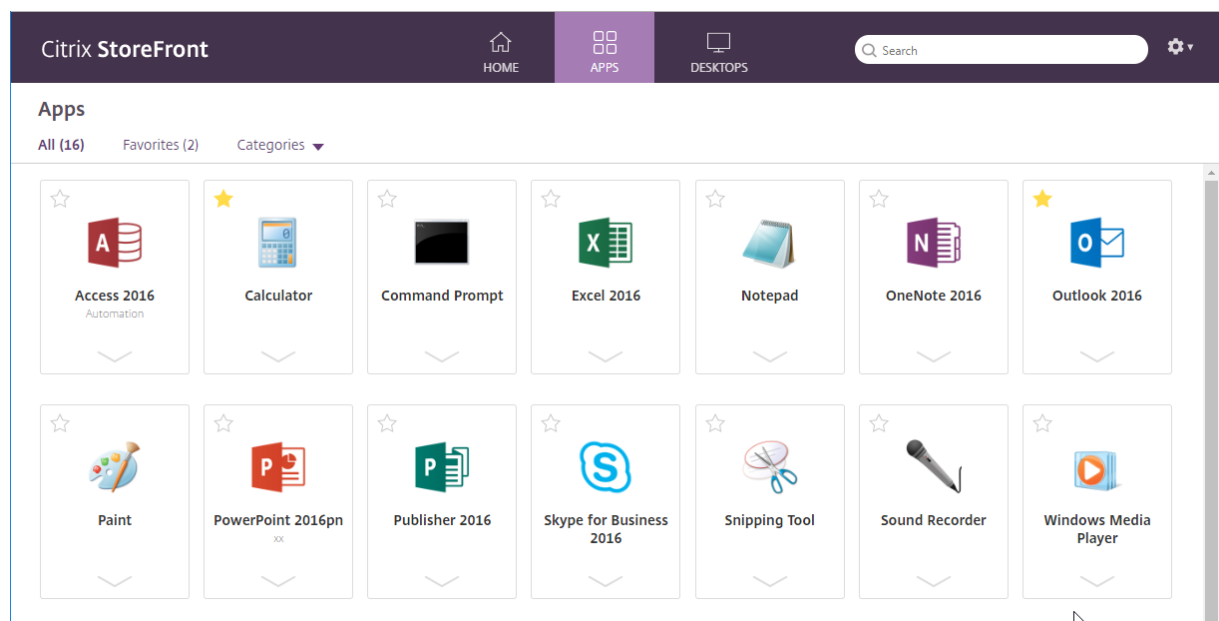 Citrix StoreFront
HOME
APPS
DESKTOPS
Search
Apps
All (16)
Favorites (2)
Categories
Access 2016
Automation
Calculator
Command Prompt
Excel 2016
Notepad
OneNote 2016
Outlook 2016
Paint
PowerPoint 2016pn
xx
Publisher 2016
Skype for Business
2016
Snipping Tool
Sound Recorder
Windows Media
Player